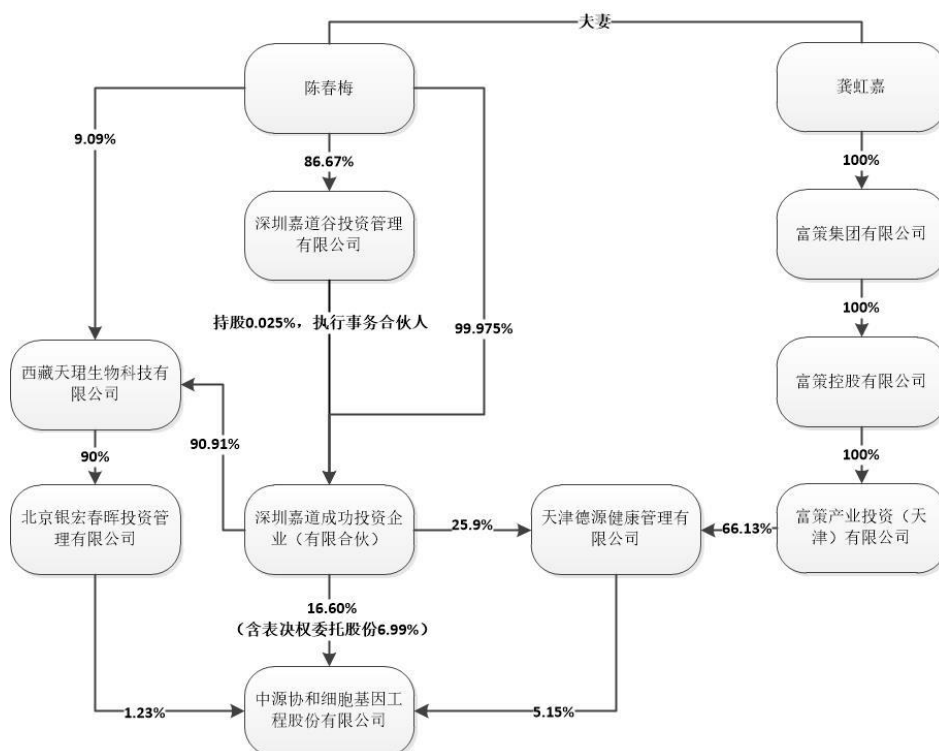 夫妻
陈春梅
龚虹嘉
9.09%
86.67%
100%
深圳嘉道谷投资管理
有限公司
富策集团有限公司
持股0.025%，执行事务合伙人
99.975%
100%
西藏天珺生物科技有
限公司
富策控股有限公司
90.91%
90%
100%
北京银宏春晖投资管
理有限公司
深圳嘉道成功投资企
业（有限合伙）
25.9%
天津德源健康管理有
限公司
66.13%
富策产业投资（天
津）有限公司
16.60%
（含表决权委托股份6.99%）
1.23%
中源协和细胞基因工
程股份有限公司
5.15%